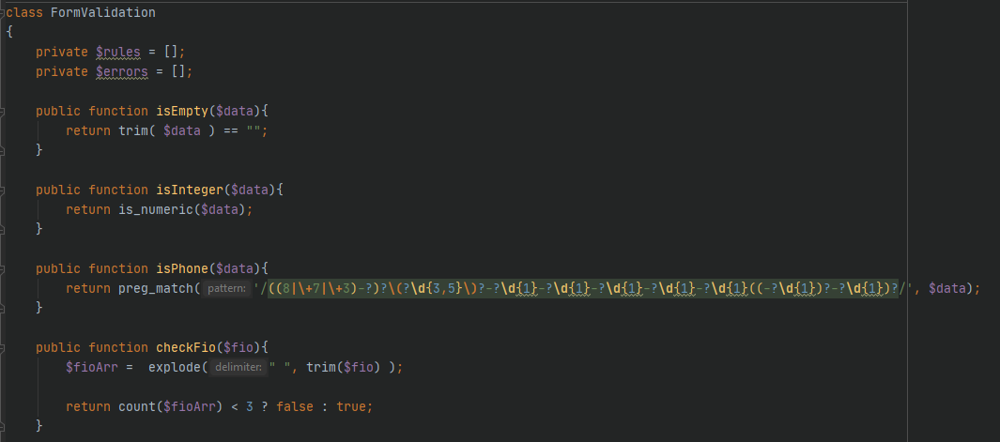 class FormValidation
{
    private $rules = [];
    private $errors = [];

    public function isEmpty($data){
        return trim( $data ) == "";
    }

    public function isInteger($data){
        return is_numeric($data);
    }

    public function isPhone($data){
        return preg_match( pattern: '/((8|\+7|\+3)-?)?\(?\d{3,5}\)?-?\d{1}-?\d{1}-?\d{1}-?\d{1}-?\d{1}((-?\d{1})?-?\d{1})?/', $data);
    }

    public function checkFio($fio){
        $fioArr =  explode( delimiter: " ", trim($fio) );

        return count($fioArr) < 3 ? false : true;
    }